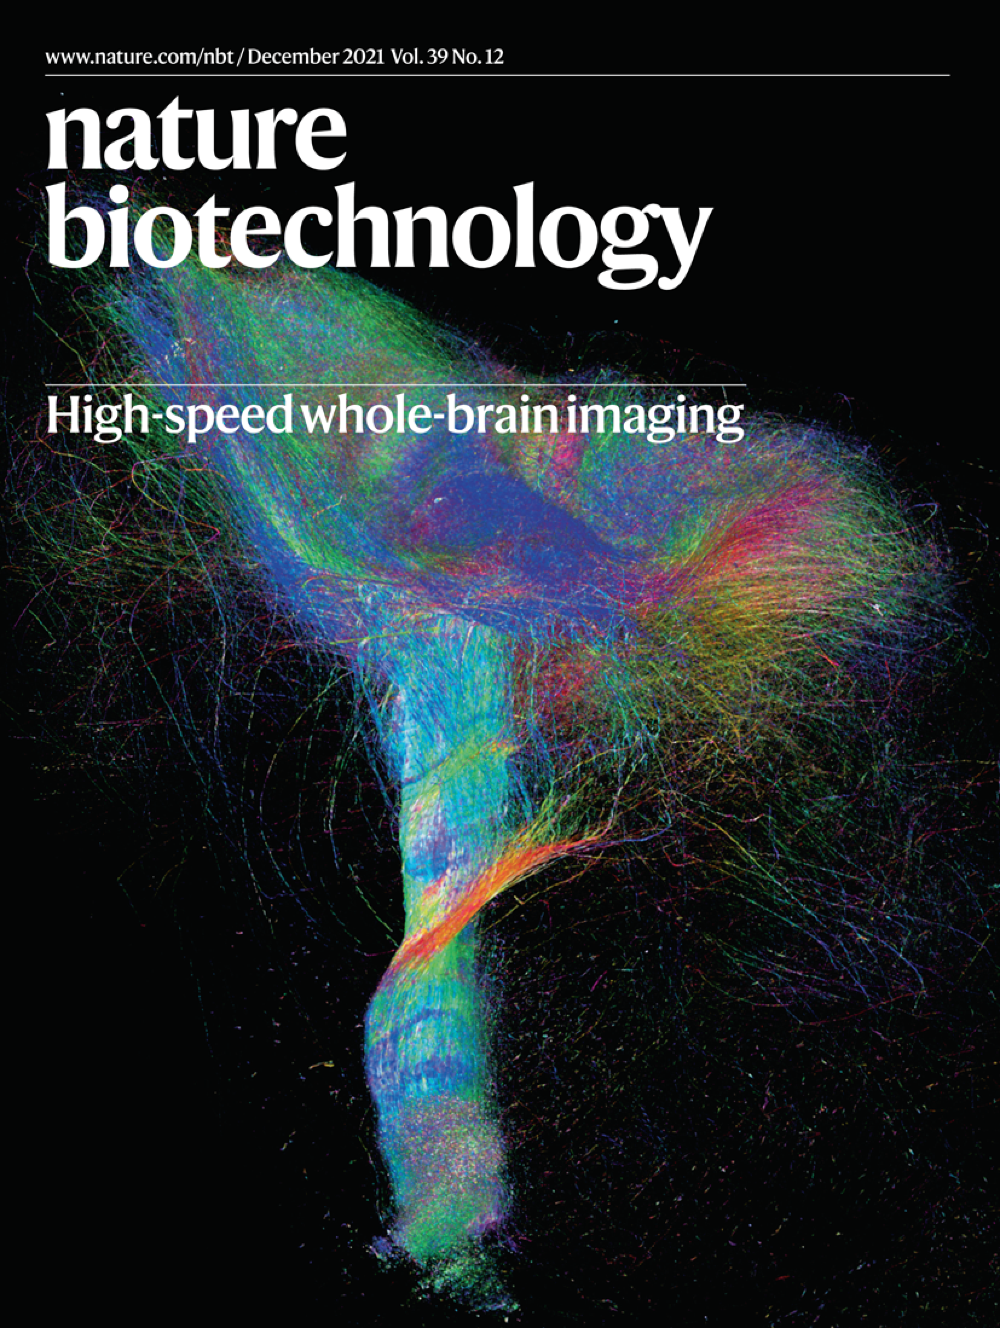 www.nature.com/nbt / December 2021 Vol. 39 No. 12
nature
biotechnology
High-speed whole-brain imaging